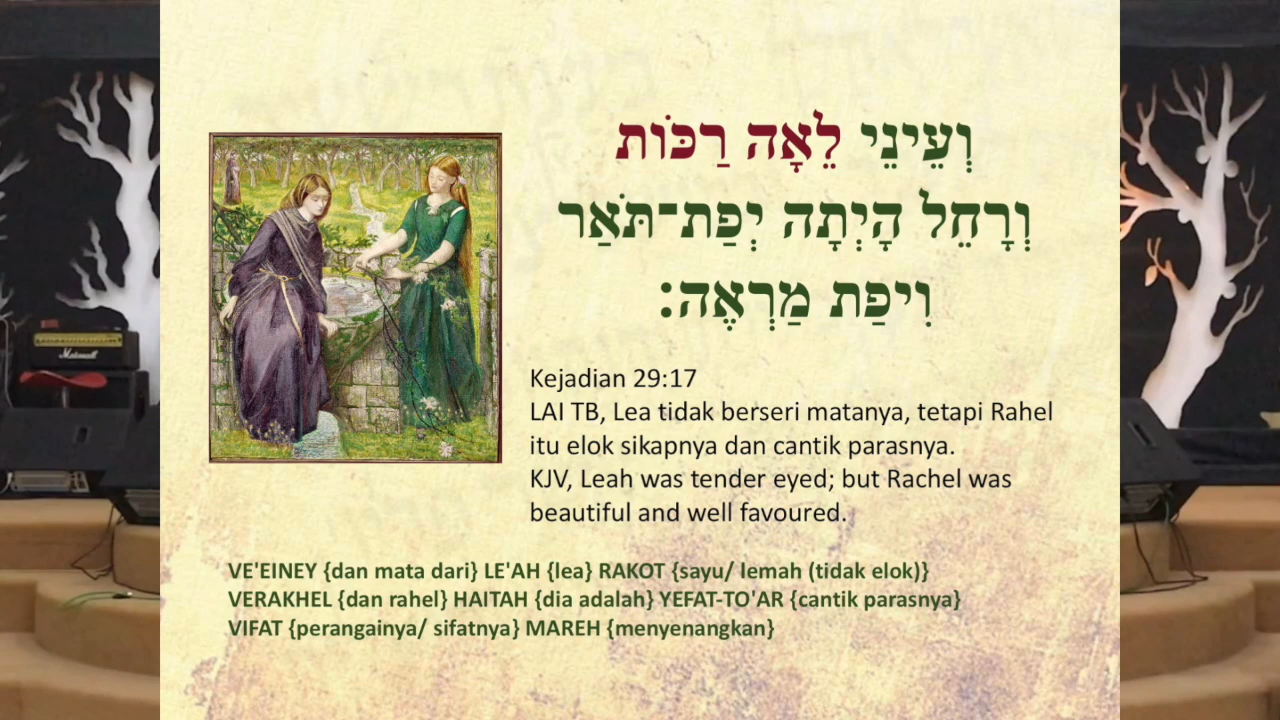 וְעֵינֵי לֵאָה רַכּוֹת
וְרָחֵל הָיְתָה יְפַת־תֹּאַר
וִיפַת מַרְאֶה׃
Kejadian 29:17
LAI TB, Lea tidak berseri matanya, tetapi Rahel
itu elok sikapnya dan cantik parasnya.
KJV, Leah was tender eyed; but Rachel was
beautiful and well favoured.
VE'EINEY {dan mata dari} LE'AH {lea} RAKOT {sayu/ lemah (tidak elok)}
VERAKHEL {dan rahel} HAITAH {dia adalah} YEFAT-TO'AR {cantik parasnya}
VIFAT {perangainya/ sifatnya} MAREH {menyenangkan}
Marshall